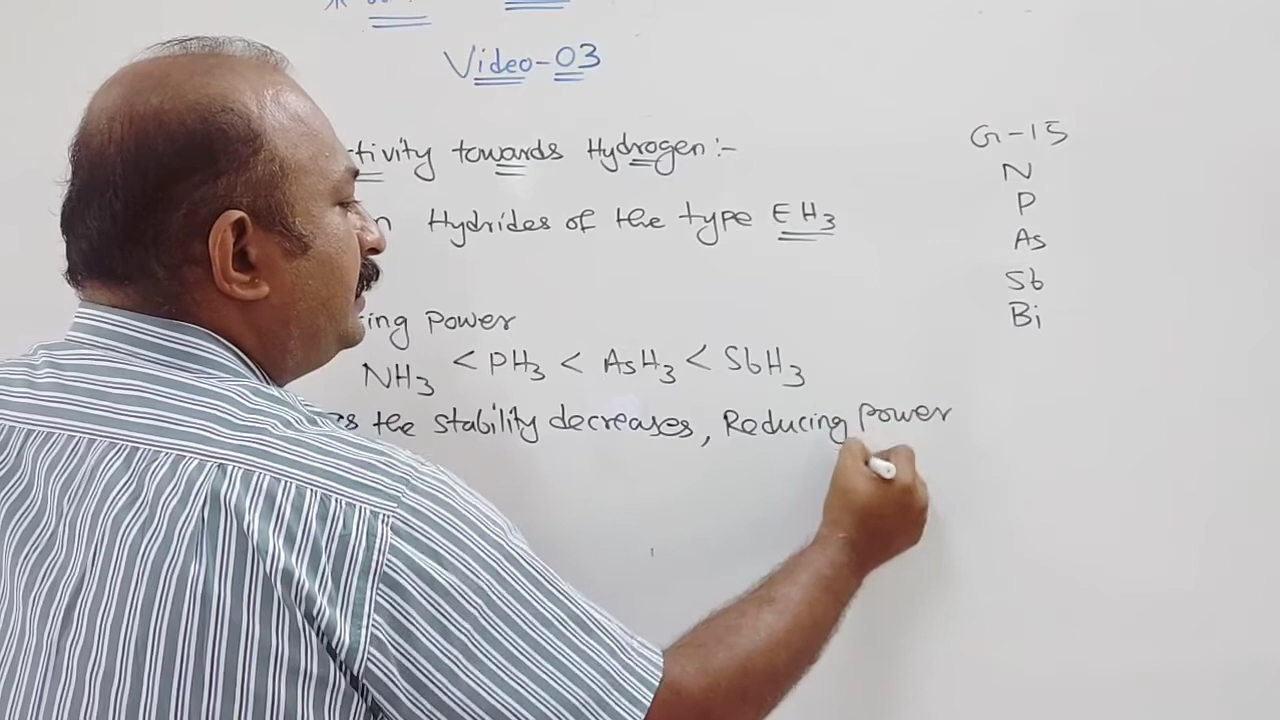 Video-03
tivity towards Hydrogen:-
n Hydrides of the type EH3
ing Power
NH3 < PH3 < AsH3 < SbH3
as the stability decreases, Reducing Power
G-15
N
P
As
Sb
Bi